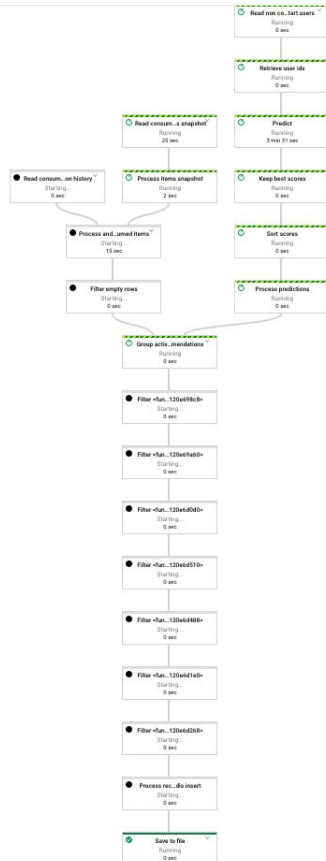 Read non co...tart users
Running
0 sec
Retrieve user ids
Running
0 sec
Read consum...s snapshot
Running
25 sec
Predict
Running
3 min 31 sec
Read consum...on history
Starting...
0 sec
Process items snapshot
Running
2 sec
Keep best scores
Running
0 sec
Process and...umed items
Starting...
15 sec
Sort scores
Running
0 sec
Filter empty rows
Starting...
0 sec
Process predictions
Running
0 sec
Group activ...mendations
Running
0 sec
Filter <fun...120e698c8>
Starting...
0 sec
Filter <fun...120e69a60>
Starting...
0 sec
Filter <fun...120e6d0d0>
Starting...
0 sec
Filter <fun...120e6d510>
Starting...
0 sec
Filter <fun...120e6d488>
Starting...
0 sec
Filter <fun...120e6d1e0>
Starting...
0 sec
Filter <fun...120e6d268>
Starting...
0 sec
Process rec...dis insert
Starting...
0 sec
Save to file
Running
0 sec